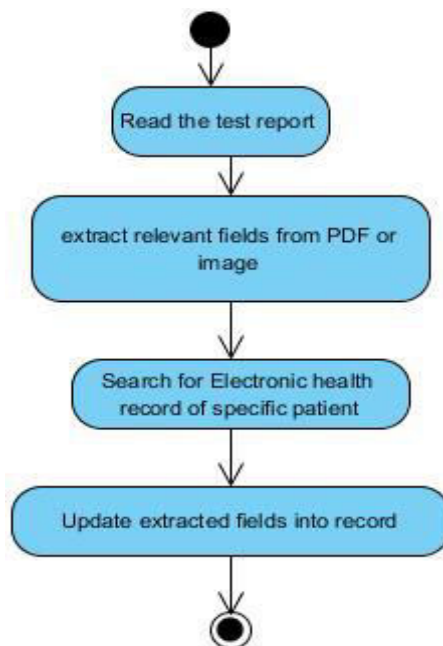 Read the test report
extract relevant fields from PDF or
image
Search for Electronic health
record of specific patient
Update extracted fields into record